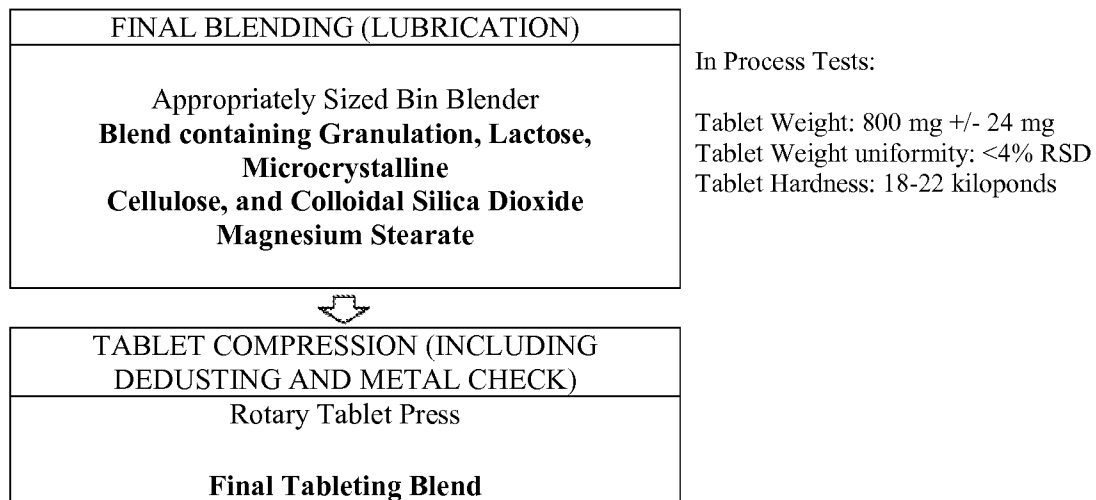 FINAL BLENDING (LUBRICATION)
Appropriately Sized Bin Blender
Blend containing Granulation, Lactose,
Microcrystalline
Cellulose, and Colloidal Silica Dioxide
Magnesium Stearate
In Process Tests:
Tablet Weight: 800 mg +/- 24 mg
Tablet Weight uniformity: <4% RSD
Tablet Hardness: 18-22 kiloponds
TABLET COMPRESSION (INCLUDING
DEDUSTING AND METAL CHECK)
Rotary Tablet Press
Final Tableting Blend